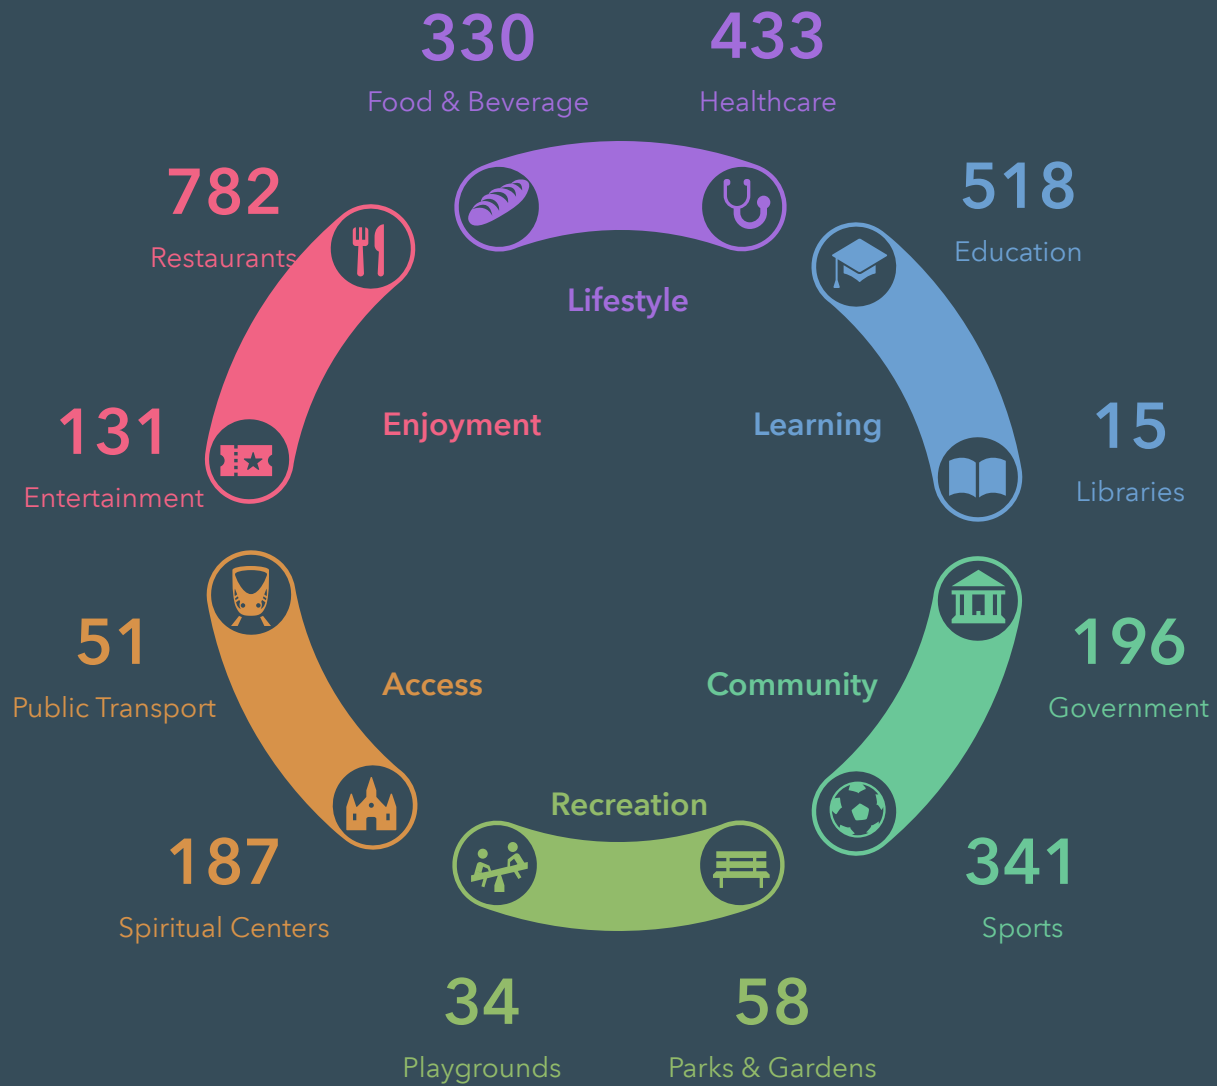 330
Food & Beverage
433
Healthcare
782
Restaurants
518
Education
Lifestyle
131
Entertainment
Enjoyment
Learning
15
Libraries
51
Public Transport
Access
Community
196
Government
187
Spiritual Centers
Recreation
341
Sports
34
Playgrounds
58
Parks & Gardens